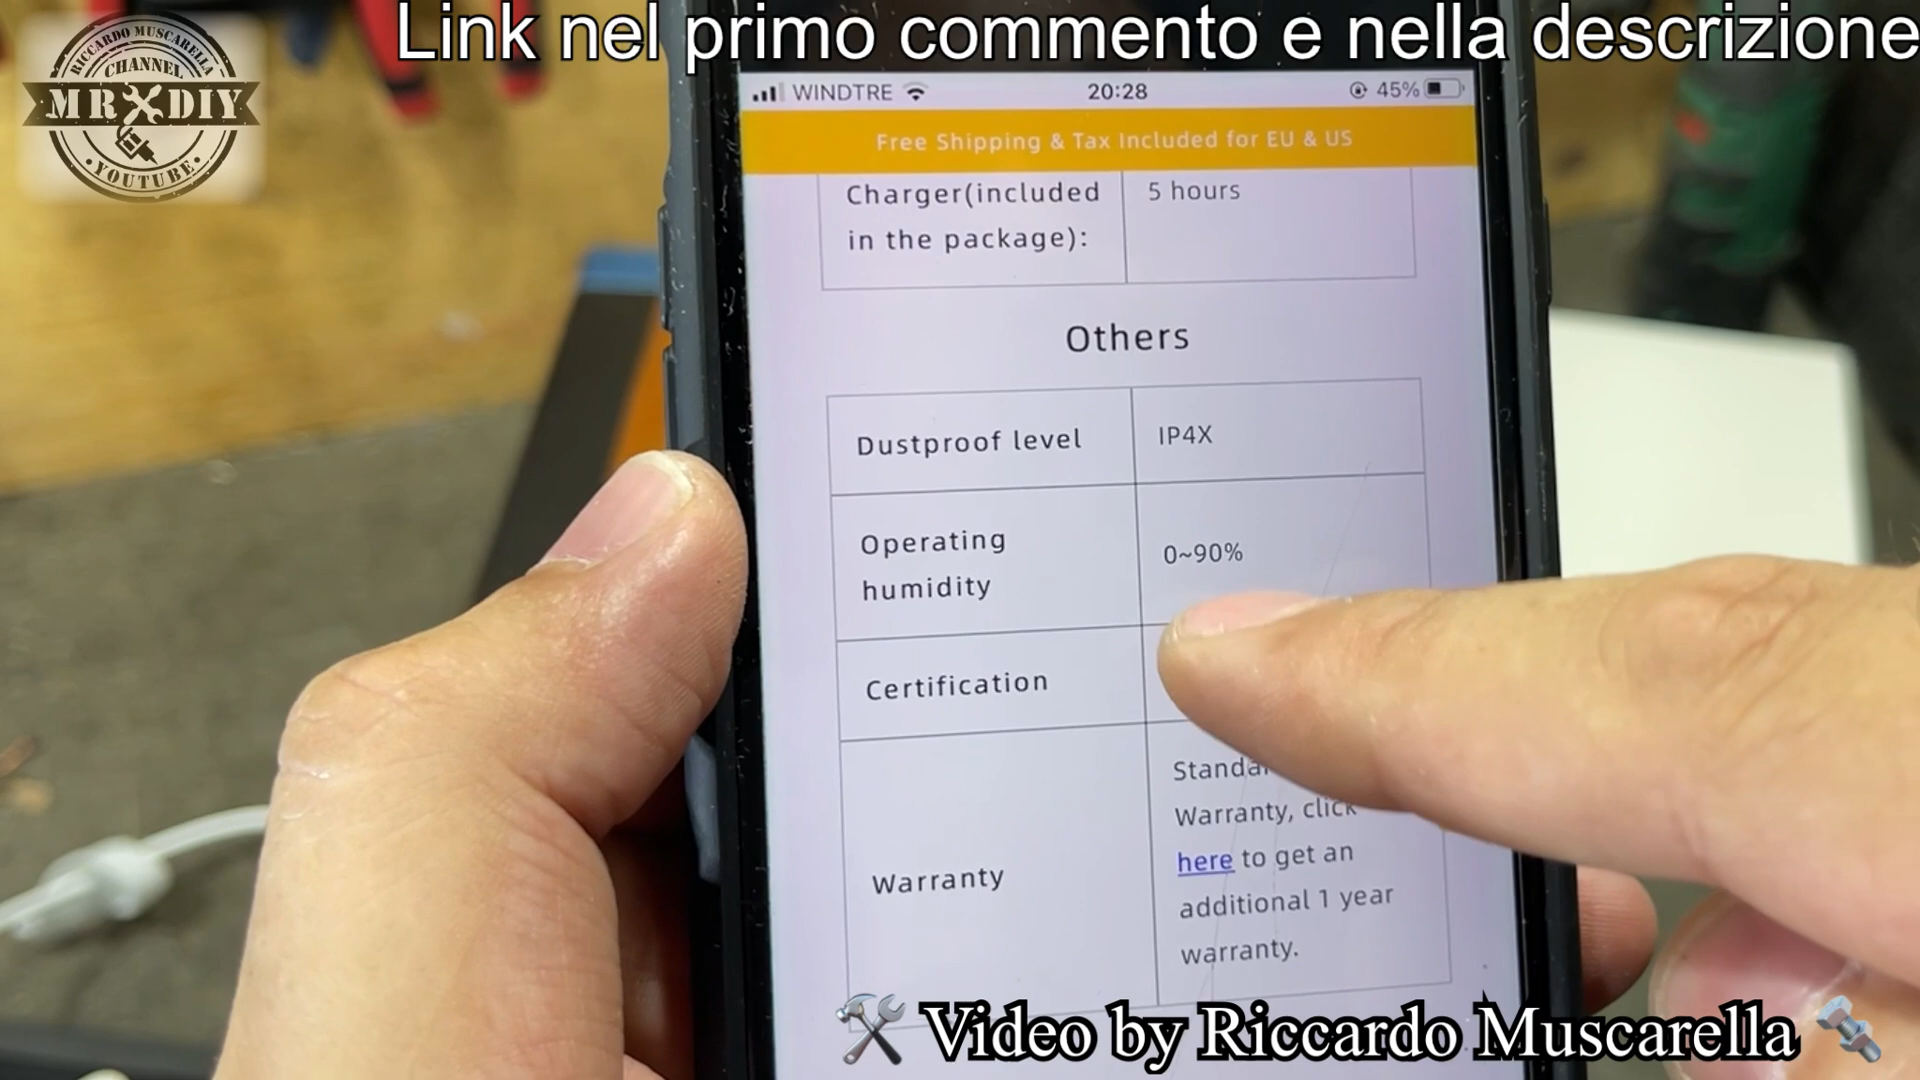 Link nel primo commento e nella descrizione
RICCARDO MUSCARELLA
CHANNEL
MR DIY
YOUTUBE
WINDTRE
20:28
45%
Free Shipping & Tax Included for EU & US
Charger(included
in the package):
5 hours
Others
Dustproof level
IP4X
Operating
humidity
0~90%
Certification
Warranty
Warranty, click
here to get an
additional 1 year
warranty.
Video by Riccardo Muscarella